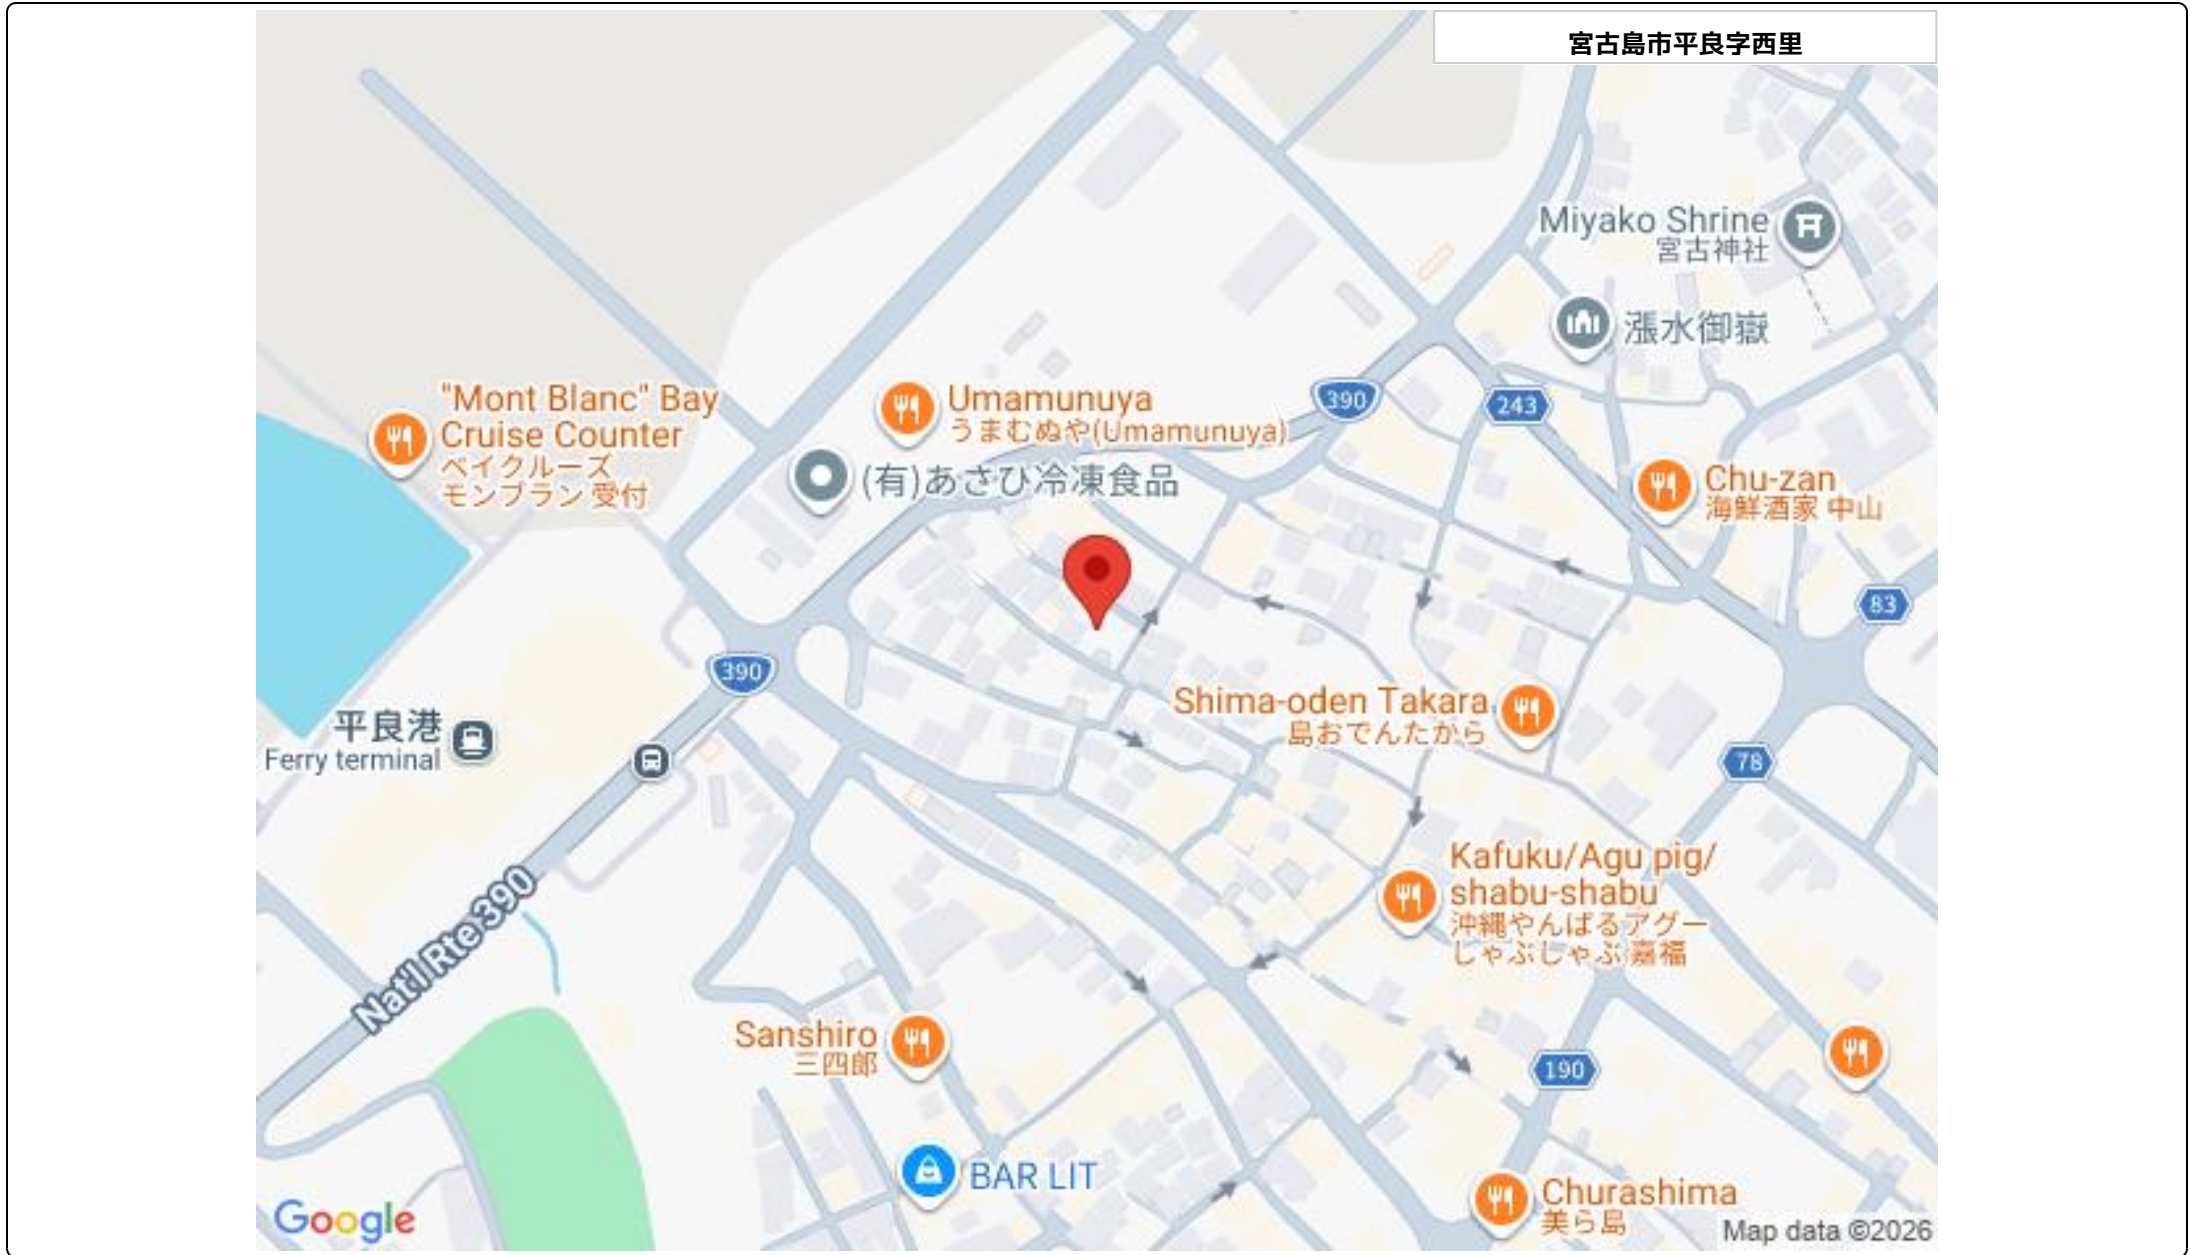 宮古島市平良字西里
Miyako Shrine
宮古神社
漲水御嶽
"Mont Blanc" Bay
Cruise Counter
ベイクルーズ
モンブラン 受付
Umamunuya
うまむぬや(Umamunuya)
390
243
(有)あさひ冷凍食品
Chu-zan
海鮮酒家 中山
83
390
Shima-oden Takara
島おでんたから
平良港
Ferry terminal
78
Kafuku/Agu pig/
shabu-shabu
沖縄やんばるアグー
しゃぶしゃぶ 嘉福
Nat'l Rte 390
Sanshiro
三四郎
190
BAR LIT
Churashima
美ら島
Google
Map data ©2026